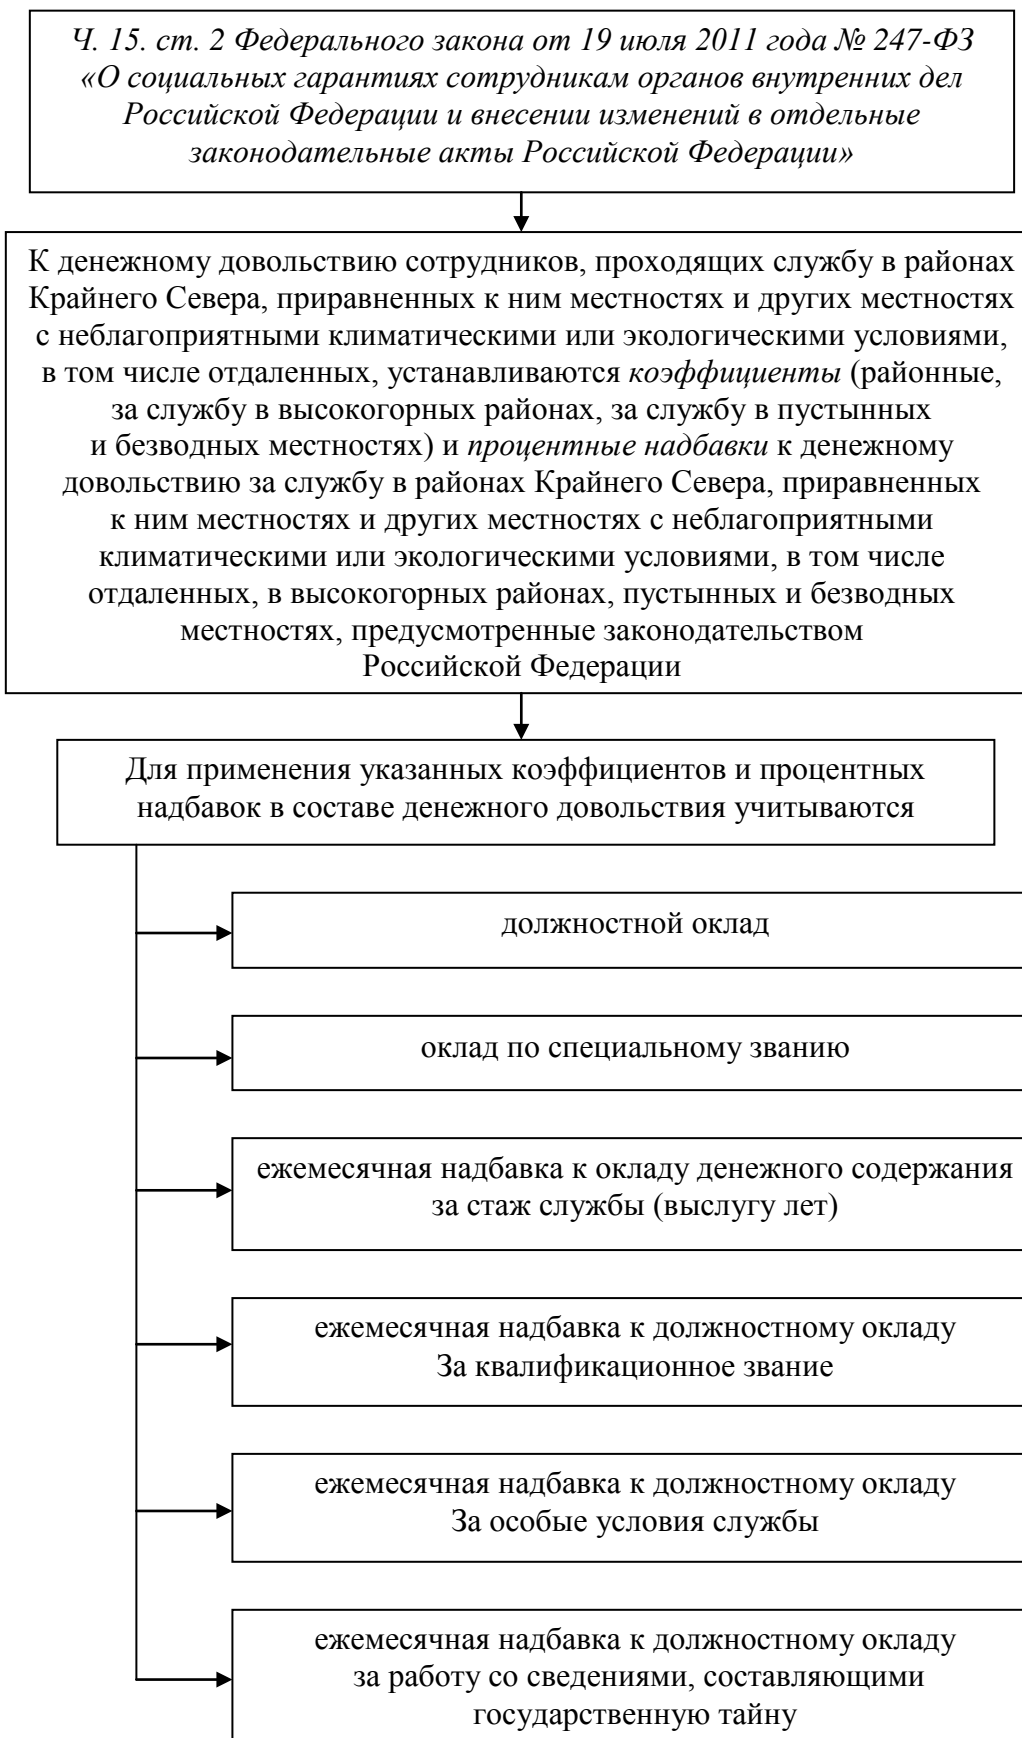 Ч. 15. ст. 2 Федерального закона от 19 июля 2011 года № 247-ФЗ
«О социальных гарантиях сотрудникам органов внутренних дел
Российской Федерации и внесении изменений в отдельные
законодательные акты Российской Федерации»
К денежному довольствию сотрудников, проходящих службу в районах
Крайнего Севера, приравненных к ним местностях и других местностях
с неблагоприятными климатическими или экологическими условиями,
в том числе отдаленных, устанавливаются коэффициенты (районные,
за службу в высокогорных районах, за службу в пустынных
и безводных местностях) и процентные надбавки к денежному
довольствию за службу в районах Крайнего Севера, приравненных
к ним местностях и других местностях с неблагоприятными
климатическими или экологическими условиями, в том числе
отдаленных, в высокогорных районах, пустынных и безводных
местностях, предусмотренные законодательством
Российской Федерации
Для применения указанных коэффициентов и процентных
надбавок в составе денежного довольствия учитываются
должностной оклад
оклад по специальному званию
ежемесячная надбавка к окладу денежного содержания
за стаж службы (выслугу лет)
ежемесячная надбавка к должностному окладу
За квалификационное звание
ежемесячная надбавка к должностному окладу
За особые условия службы
ежемесячная надбавка к должностному окладу
за работу со сведениями, составляющими
государственную тайну